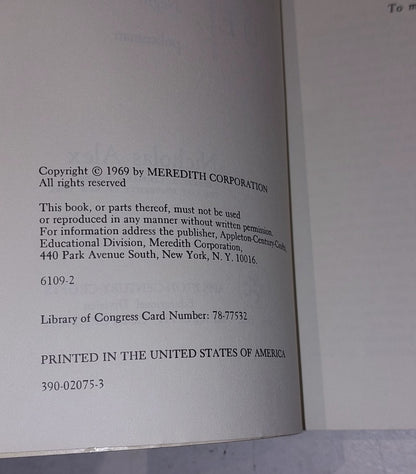 To m
Copyright © 1969 by MEREDITH CORPORATION
All rights reserved
This book, or parts thereof, must not be used
or reproduced in any manner without written permission.
For information address the publisher, Appleton-Century-Crofts,
Educational Division, Meredith Corporation,
440 Park Avenue South, New York, N. Y. 10016.
6109-2
Library of Congress Card Number: 78-77532
PRINTED IN THE UNITED STATES OF AMERICA
390-02075-3